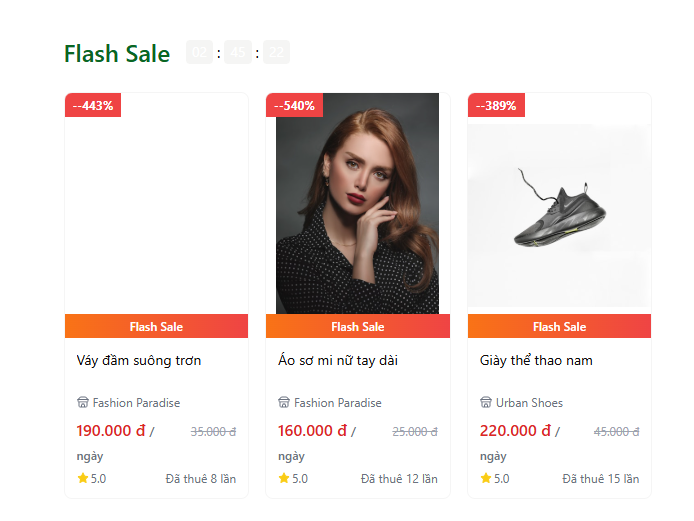 Flash Sale 02 : 45 : 22
--443%
--540%
--389%
Flash Sale
Flash Sale
Flash Sale
Váy đầm suông trơn
Áo sơ mi nữ tay dài
Giày thể thao nam
Fashion Paradise
Fashion Paradise
Urban Shoes
190.000 đ / 35.000 đ
ngày
160.000 đ / 25.000 đ
ngày
220.000 đ / 45.000 đ
ngày
5.0 Đã thuê 8 lần
5.0 Đã thuê 12 lần
5.0 Đã thuê 15 lần